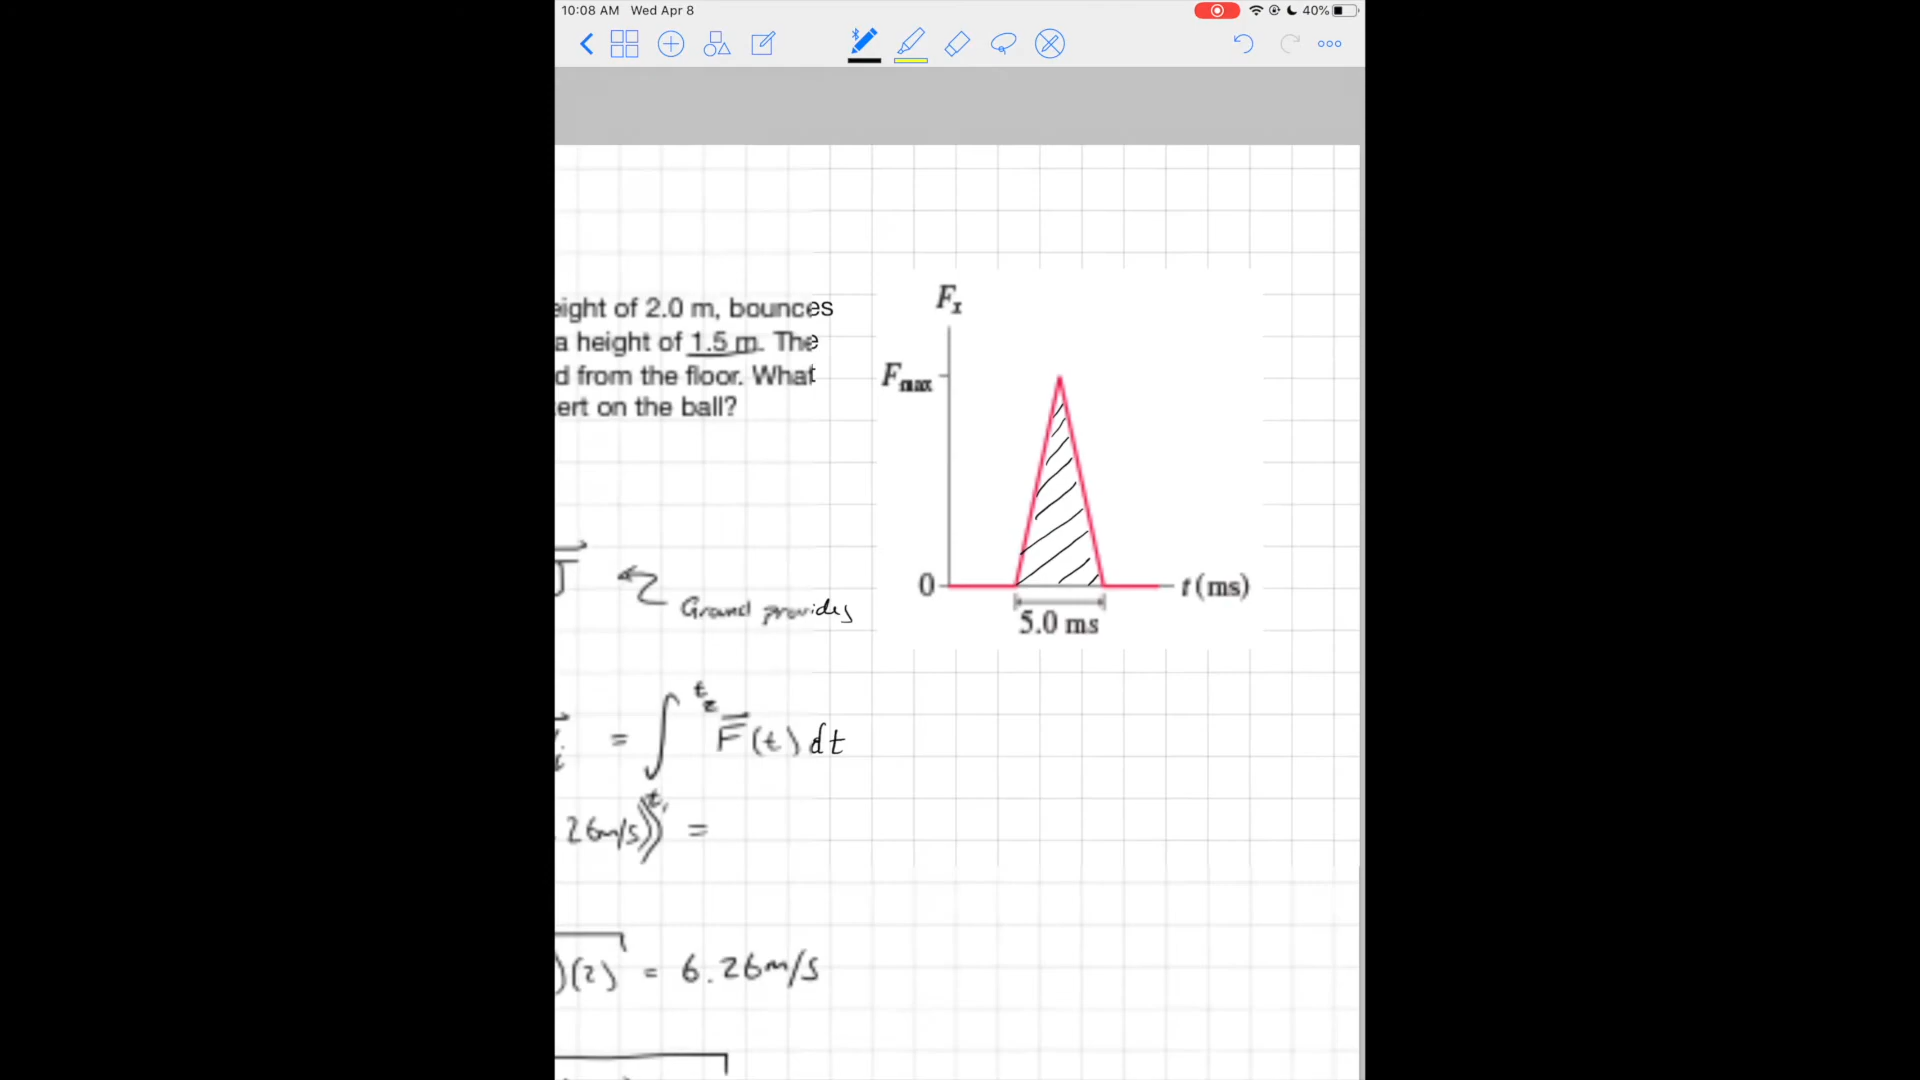 10:08 AM Wed Apr 8
40%
eight of 2.0 m, bounces
a height of 1.5 m. The
d from the floor. What
ert on the ball?
Fx
Fmax
0
t (ms)
5.0 ms
J
Ground provides
i = ∫ t2 t1 F(t) dt
26m/s)) =
)(2) = 6.26m/s